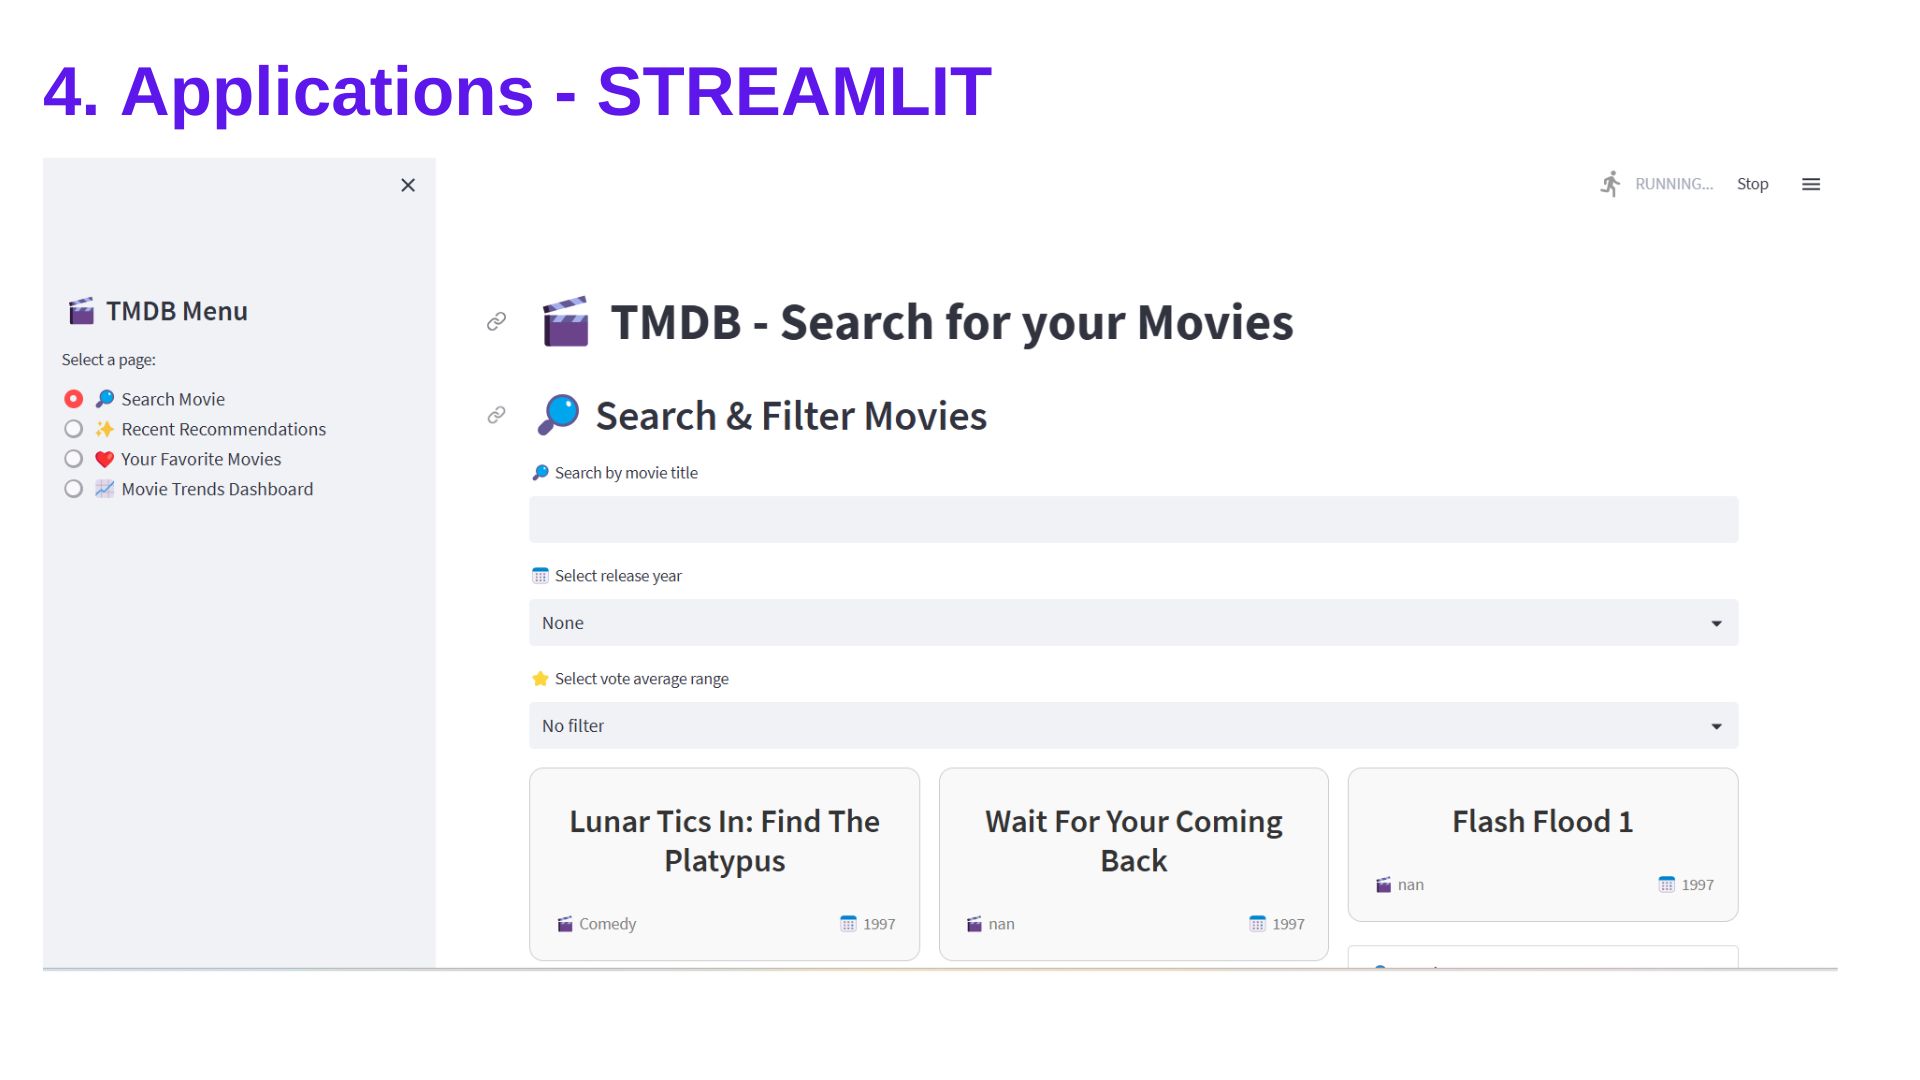 4. Applications - STREAMLIT
RUNNING...
Stop
TMDB Menu
Select a page:
Search Movie
Recent Recommendations
Your Favorite Movies
Movie Trends Dashboard
TMDB - Search for your Movies
Search & Filter Movies
Search by movie title
Select release year
None
Select vote average range
No filter
Lunar Tics In: Find The
Platypus
Comedy
1997
Wait For Your Coming
Back
nan
1997
Flash Flood 1
nan
1997